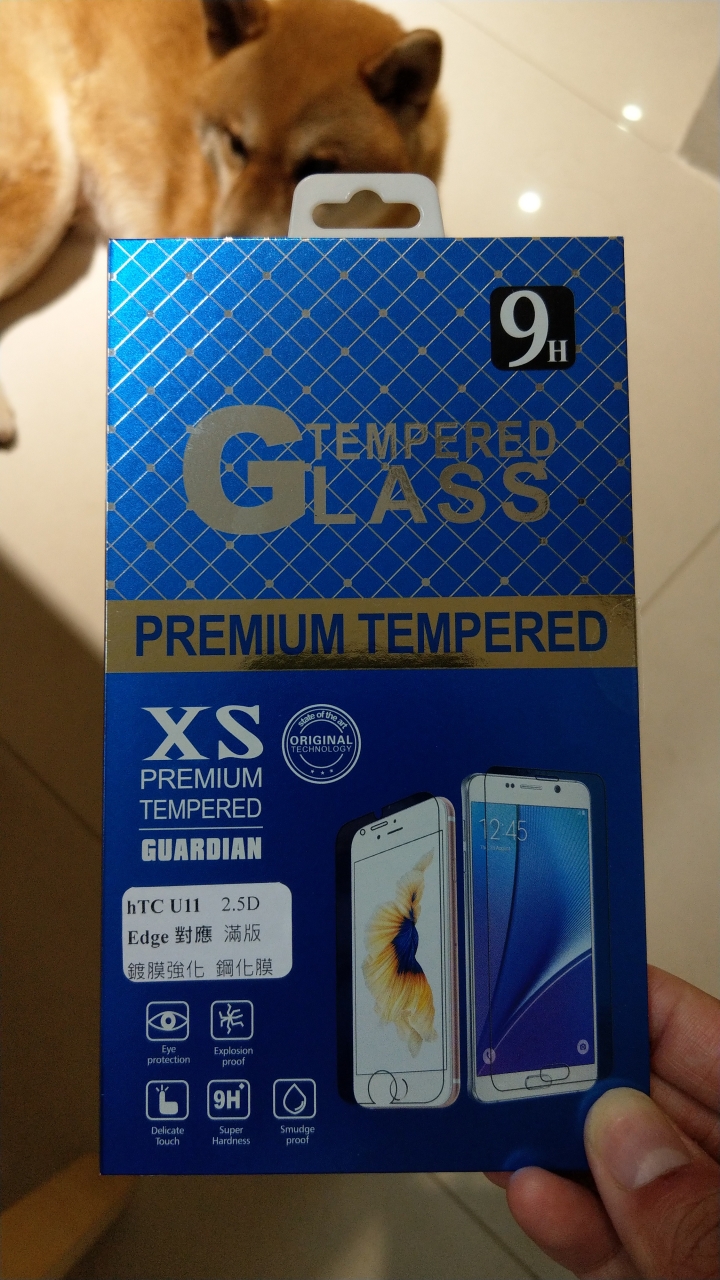 9H
TEMPERED
GLASS
PREMIUM TEMPERED
XS
PREMIUM
TEMPERED
GUARDIAN
state of the art
ORIGINAL
TECHNOLOGY
hTC U11 2.5D
Edge 對應 滿版
鍍膜強化 鋼化膜
12:45
Eye
protection
Explosion
proof
Delicate
Touch
9H
Super
Hardness
Smudge
proof